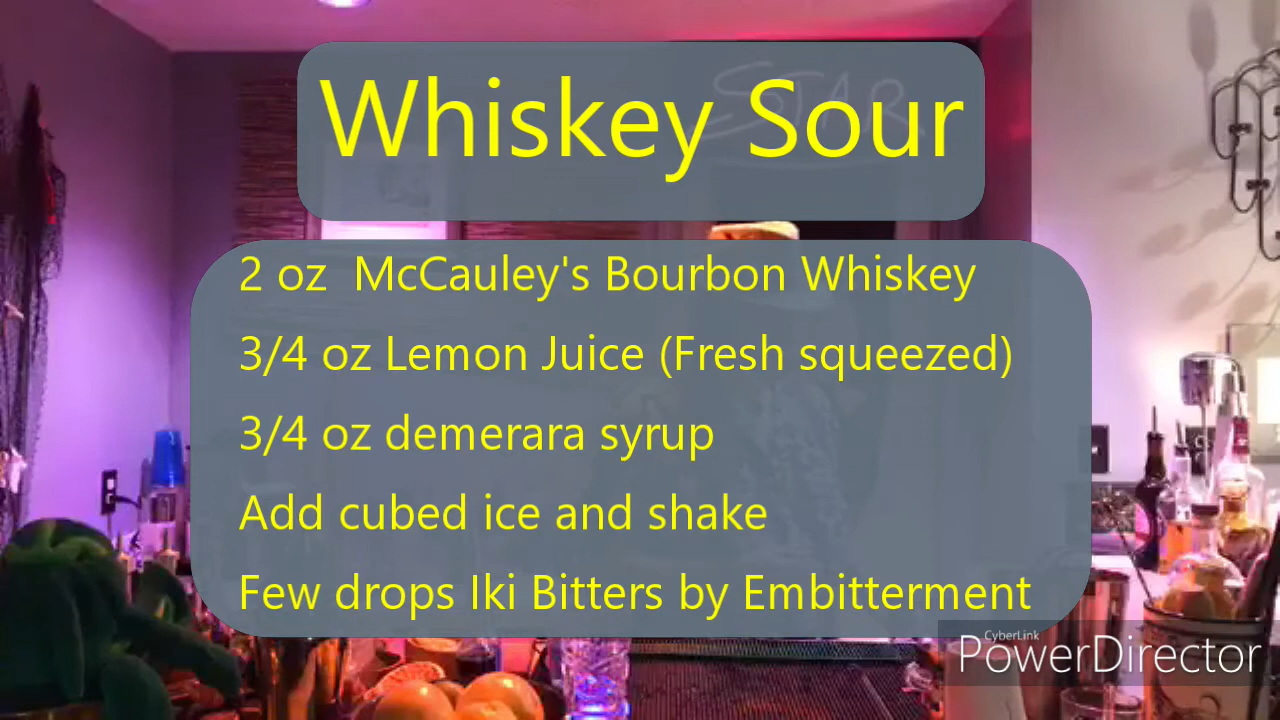 Whiskey Sour
2 oz  McCauley's Bourbon Whiskey
3/4 oz Lemon Juice (Fresh squeezed)
3/4 oz demerara syrup
Add cubed ice and shake
Few drops Iki Bitters by Embitterment
CyberLink
PowerDirector